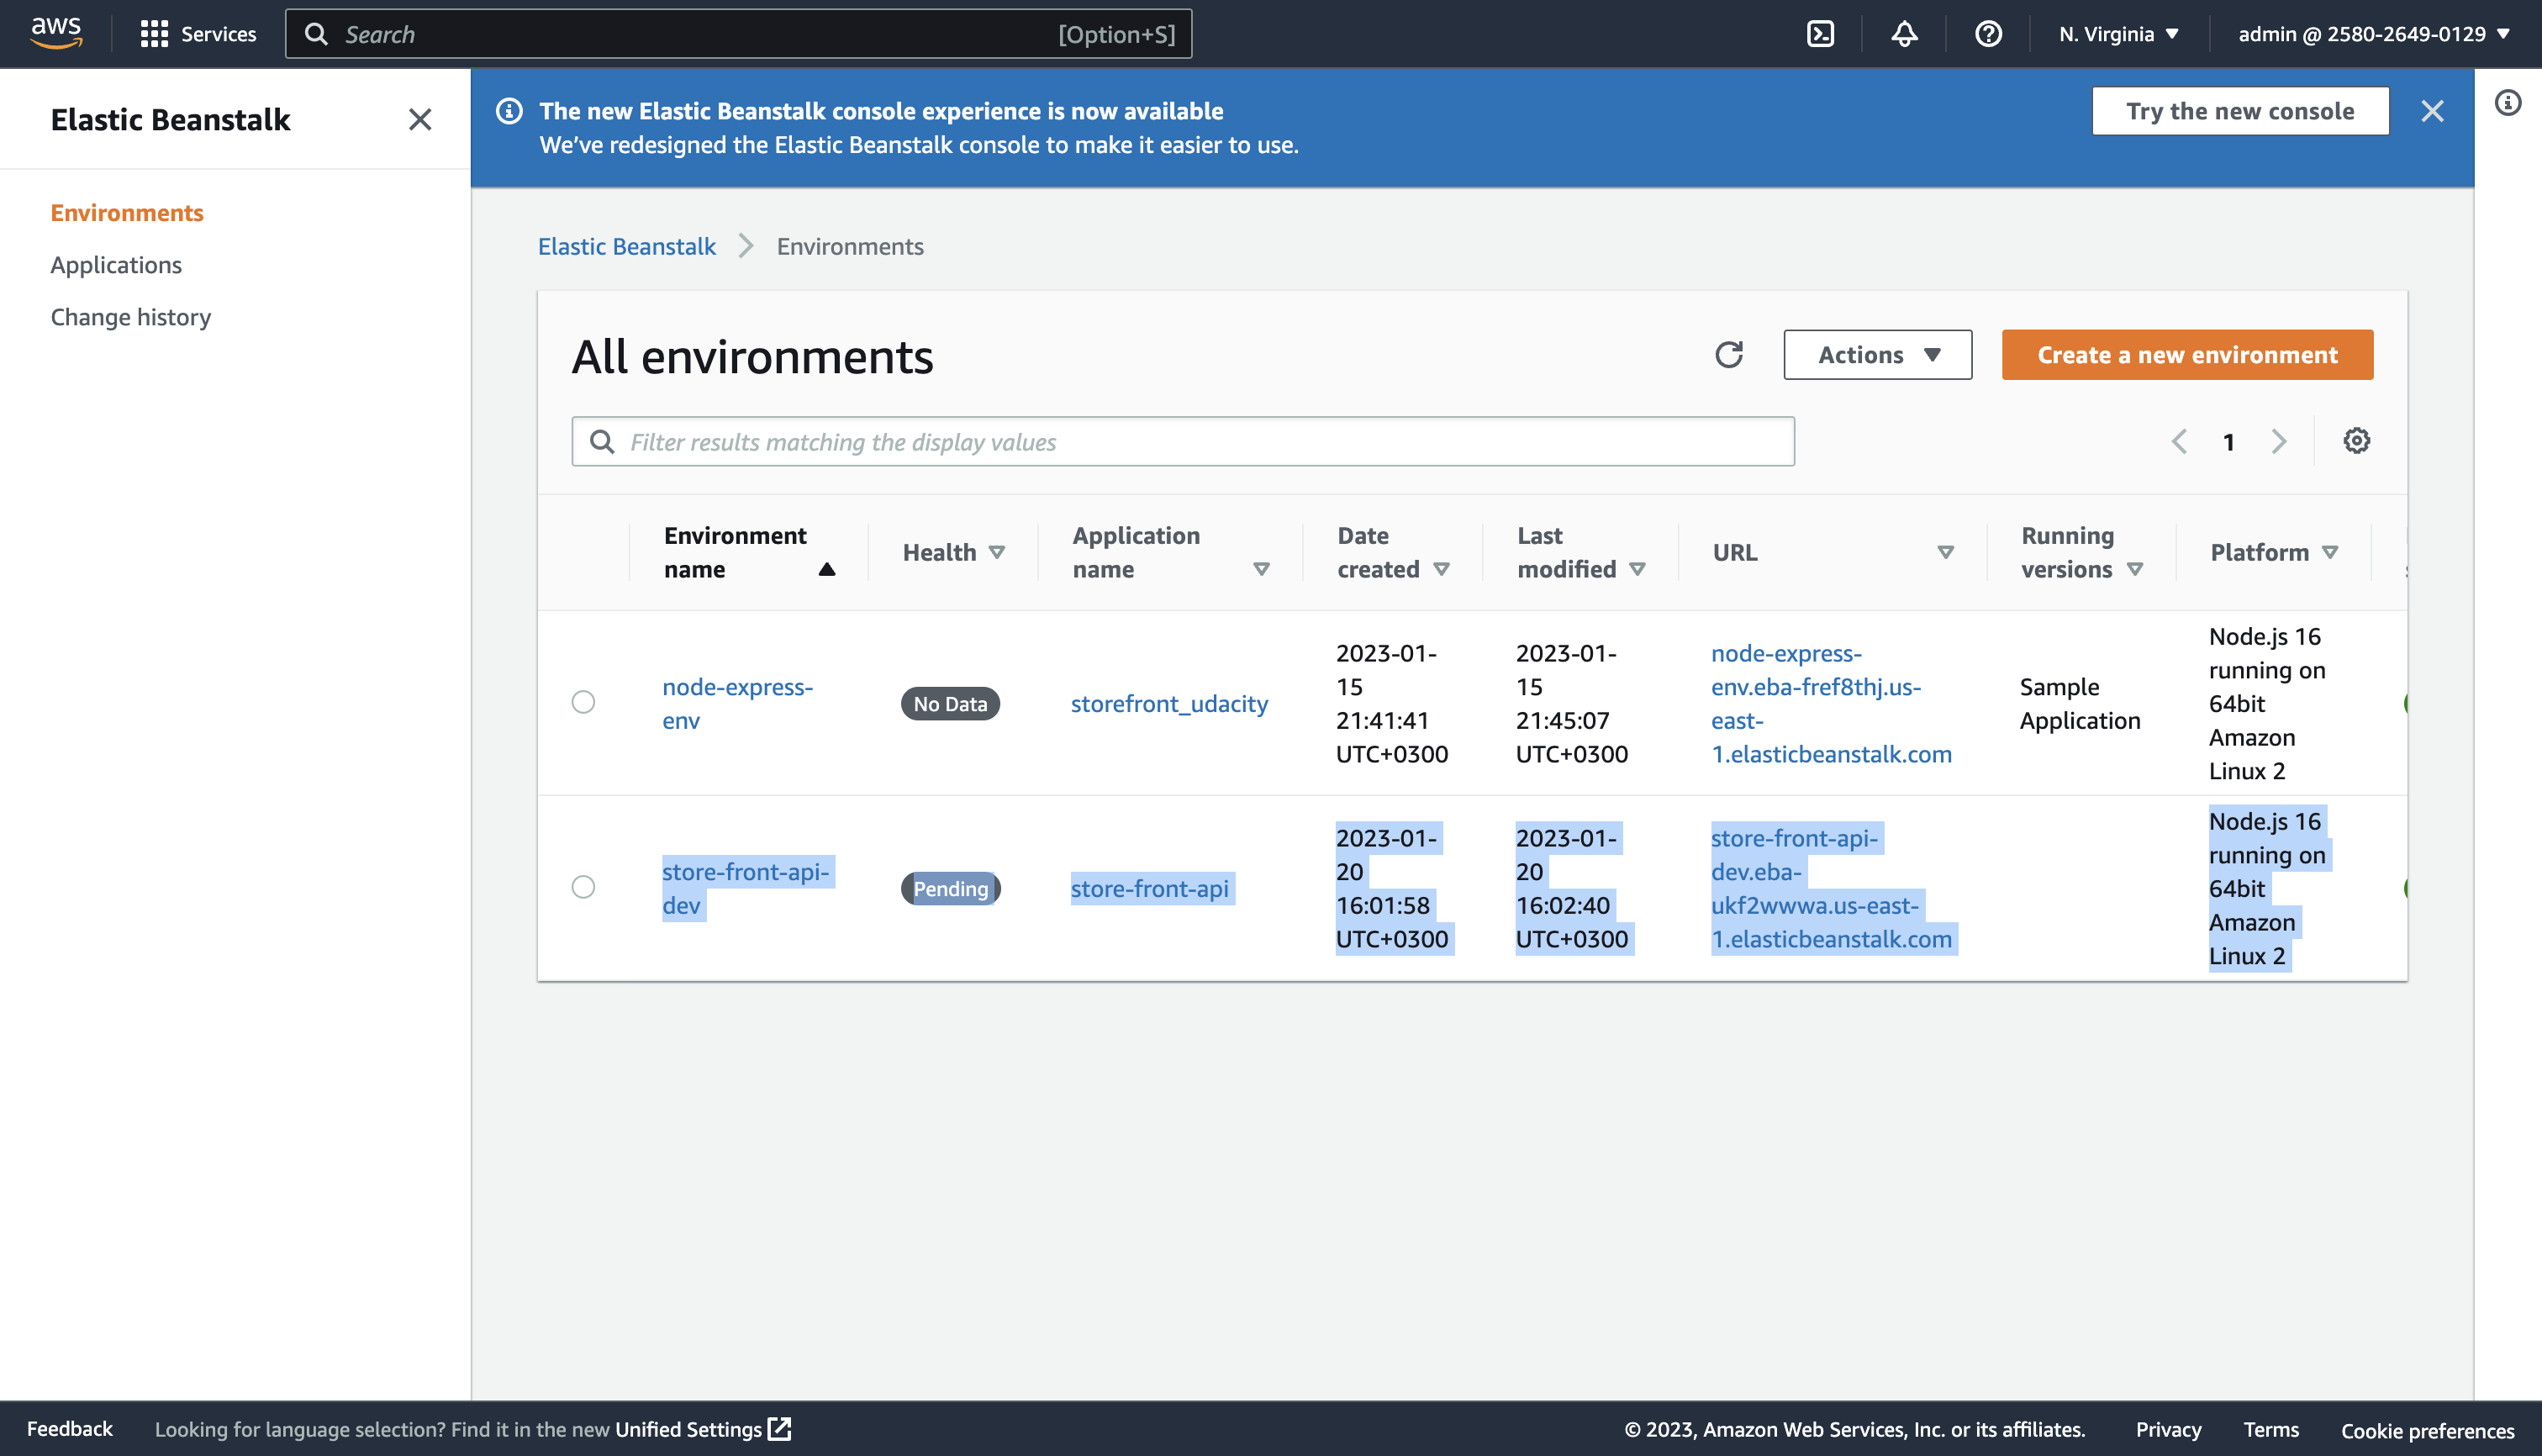 aws
Services
Search
[Option+S]
N. Virginia
admin @ 2580-2649-0129
Elastic Beanstalk
Environments
Applications
Change history
The new Elastic Beanstalk console experience is now available
We’ve redesigned the Elastic Beanstalk console to make it easier to use.
Try the new console
Elastic Beanstalk
Environments
All environments
Actions
Create a new environment
Filter results matching the display values
1
Environment
name
Health
Application
name
Date
created
Last
modified
URL
Running
versions
Platform
node-express-
env
No Data
storefront_udacity
2023-01-
15
21:41:41
UTC+0300
2023-01-
15
21:45:07
UTC+0300
node-express-
env.eba-fref8thj.us-
east-
1.elasticbeanstalk.com
Sample
Application
Node.js 16
running on
64bit
Amazon
Linux 2
store-front-api-
dev
Pending
store-front-api
2023-01-
20
16:01:58
UTC+0300
2023-01-
20
16:02:40
UTC+0300
store-front-api-
dev.eba-
ukf2wwwa.us-east-
1.elasticbeanstalk.com
Node.js 16
running on
64bit
Amazon
Linux 2
Feedback
Looking for language selection? Find it in the new Unified Settings
© 2023, Amazon Web Services, Inc. or its affiliates.
Privacy
Terms
Cookie preferences